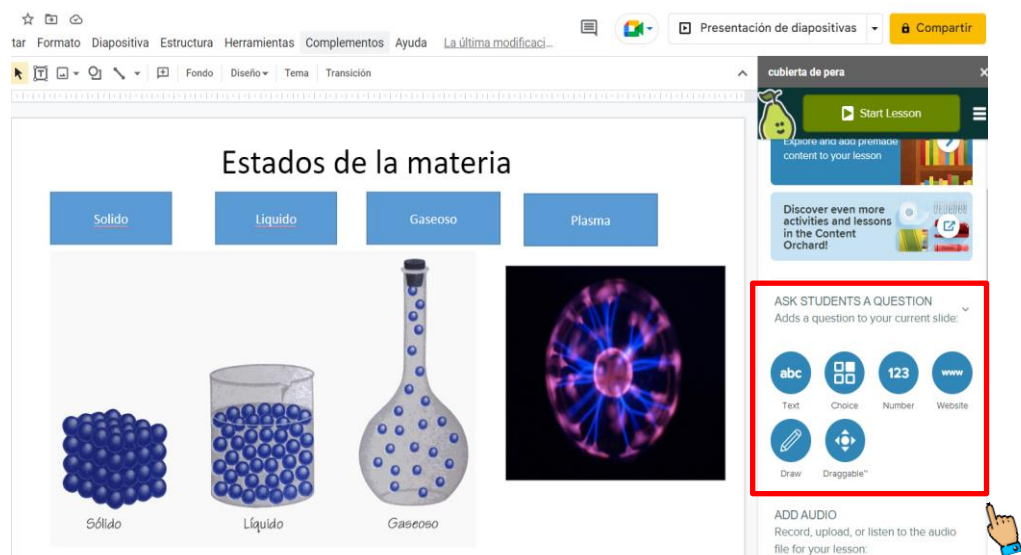 tar Formato Diapositiva Estructura Herramientas Complementos Ayuda La última modificaci...
Presentación de diapositivas
Compartir
Fondo Diseño Tema Transición
cubierta de pera
Start Lesson
Explore and add premade
content to your lesson
Discover even more
activities and lessons
in the Content
Orchard!
Estados de la materia
Solido Liquido Gaseoso Plasma
Sólido Líquido Gaseoso
ASK STUDENTS A QUESTION
Adds a question to your current slide:
abc 123 www
Text Choice Number Website
Draw Draggable™
ADD AUDIO
Record, upload, or listen to the audio
file for your lesson: